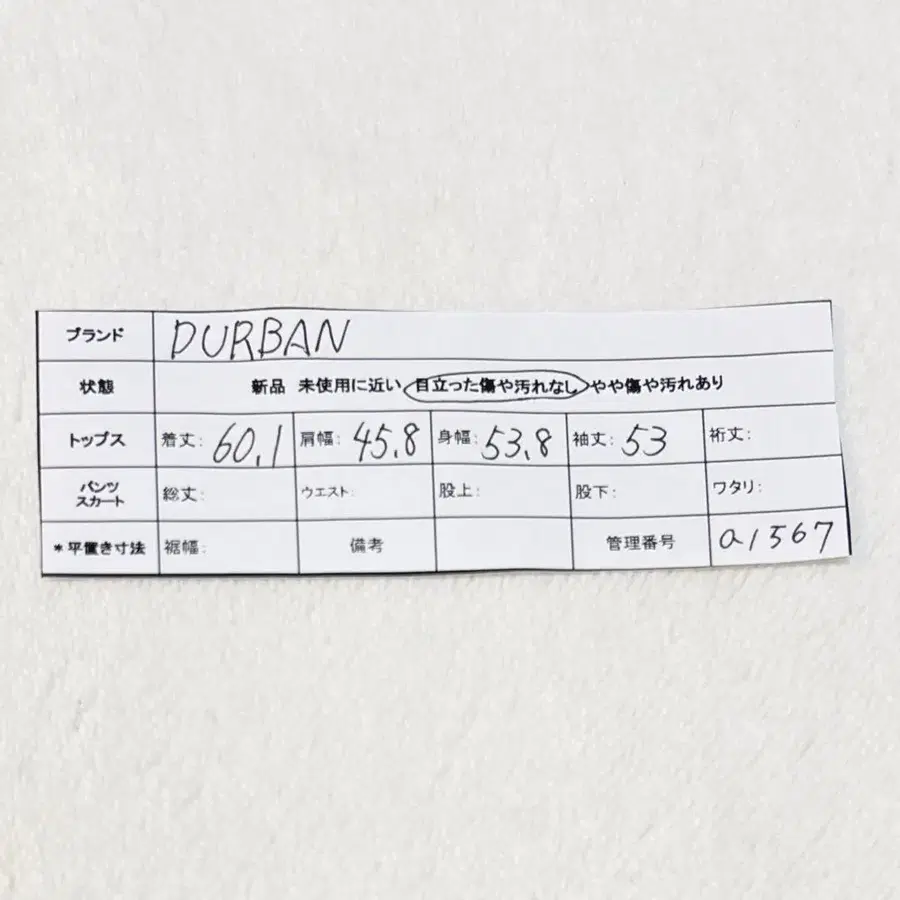 ブランド DURBAN
状態 新品 未使用に近い 目立った傷や汚れなし やや傷や汚れあり
トップス 着丈: 60.1 肩幅: 45.8 身幅: 53.8 袖丈: 53 裄丈:
パンツ
スカート 総丈: ウエスト: 股上: 股下: ワタリ:
*平置き寸法 裾幅: 備考 管理番号 a1567